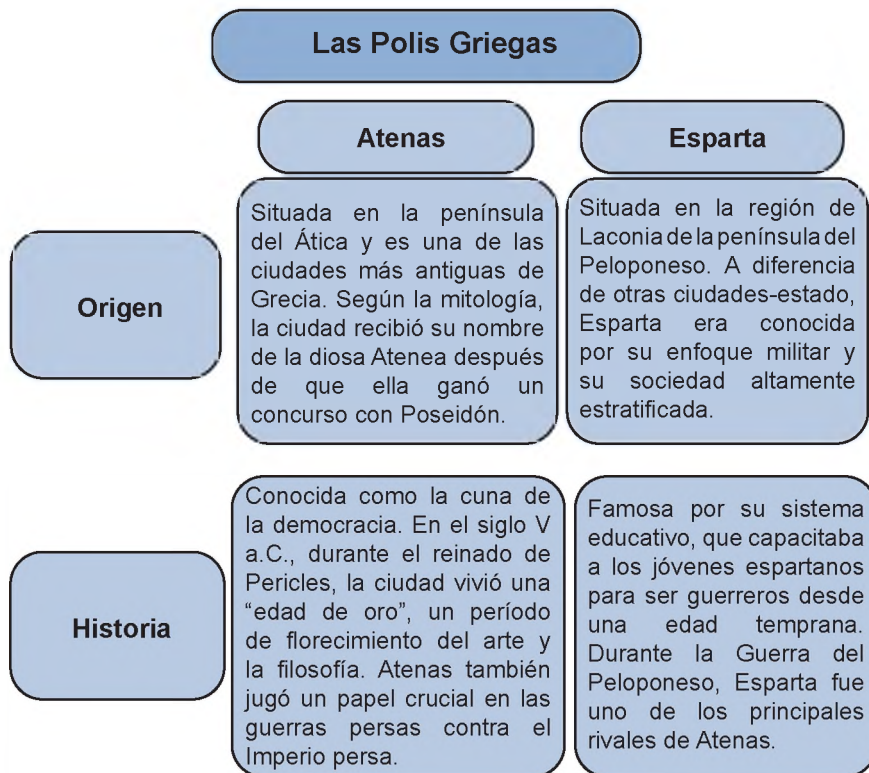 Las Polis Griegas
Atenas
Esparta
Origen
Situada en la península
del Ática y es una de las
ciudades más antiguas de
Grecia. Según la mitología,
la ciudad recibió su nombre
de la diosa Atenea después
de que ella ganó un
concurso con Poseidón.
Situada en la región de
Laconia de la península del
Peloponeso. A diferencia
de otras ciudades-estado,
Esparta era conocida
por su enfoque militar y
su sociedad altamente
estratificada.
Historia
Conocida como la cuna de
la democracia. En el siglo V
a.C., durante el reinado de
Pericles, la ciudad vivió una
“edad de oro”, un período
de florecimiento del arte y
la filosofía. Atenas también
jugó un papel crucial en las
guerras persas contra el
Imperio persa.
Famosa por su sistema
educativo, que capacitaba
a los jóvenes espartanos
para ser guerreros desde
una edad temprana.
Durante la Guerra del
Peloponeso, Esparta fue
uno de los principales
rivales de Atenas.